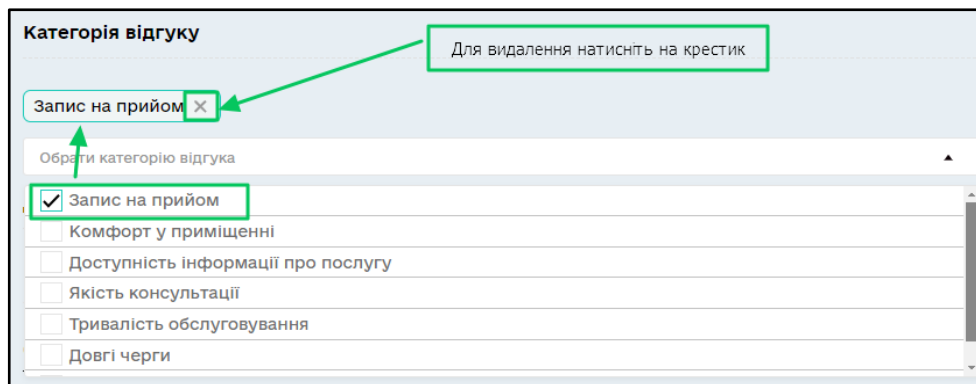 Категорія відгуку
Для видалення натисніть на крестик
Запис на прийом
Обрати категорію відгука
Запис на прийом
Комфорт у приміщенні
Доступність інформації про послугу
Якість консультації
Тривалість обслуговування
Довгі черги